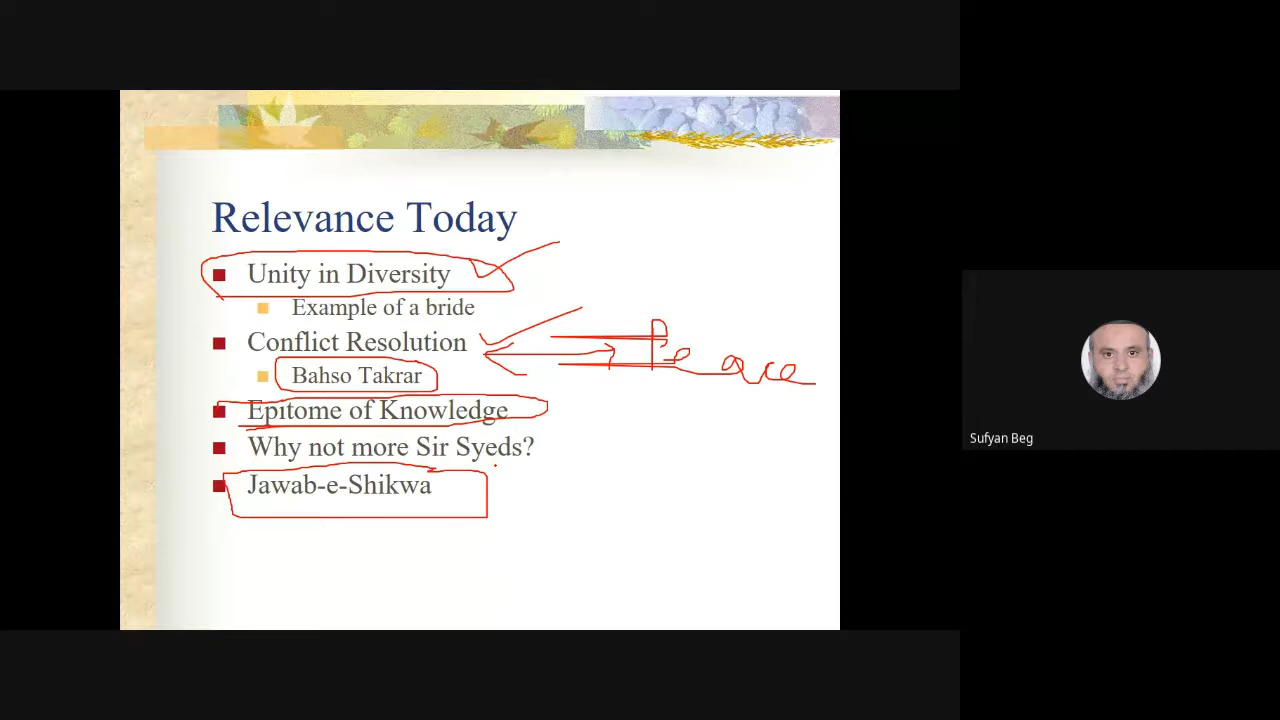 Relevance Today
Unity in Diversity
Example of a bride
Conflict Resolution
Peace
Bahso Takrar
Epitome of Knowledge
Why not more Sir Syeds?
Jawab-e-Shikwa
Sufyan Beg